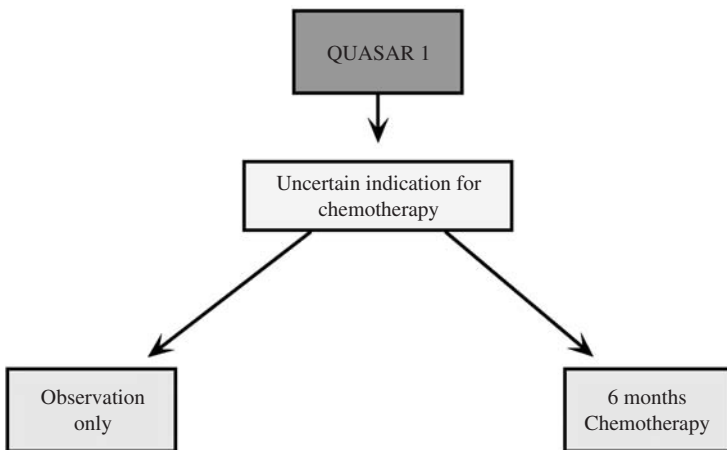 QUASAR 1
Uncertain indication for
chemotherapy
Observation
only
6 months
Chemotherapy